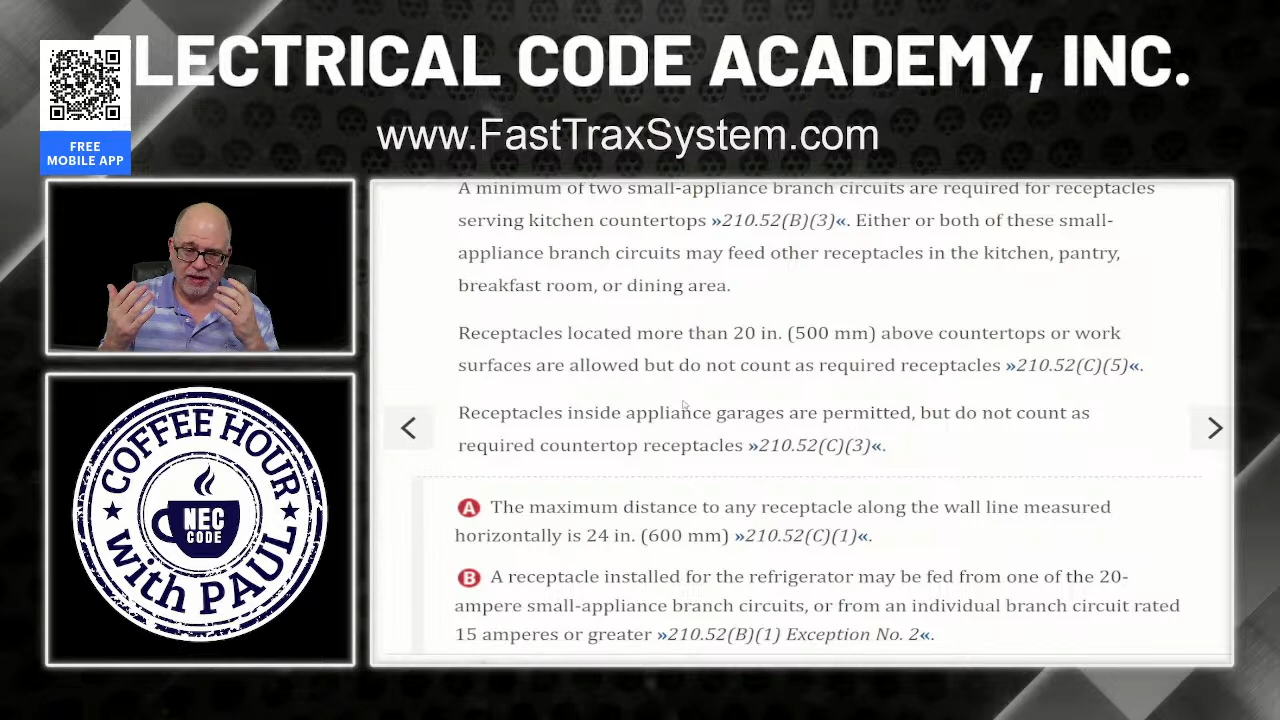 ELECTRICAL CODE ACADEMY, INC.
www.FastTraxSystem.com
FREE
MOBILE APP
A minimum of two small-appliance branch circuits are required for receptacles
serving kitchen countertops »210.52(B)(3)«. Either or both of these small-
appliance branch circuits may feed other receptacles in the kitchen, pantry,
breakfast room, or dining area.
Receptacles located more than 20 in. (500 mm) above countertops or work
surfaces are allowed but do not count as required receptacles »210.52(C)(5)«.
Receptacles inside appliance garages are permitted, but do not count as
required countertop receptacles »210.52(C)(3)«.
A The maximum distance to any receptacle along the wall line measured
horizontally is 24 in. (600 mm) »210.52(C)(1)«.
B A receptacle installed for the refrigerator may be fed from one of the 20-
ampere small-appliance branch circuits, or from an individual branch circuit rated
15 amperes or greater »210.52(B)(1) Exception No. 2«.
COFFEE HOUR
NEC
CODE
with PAUL